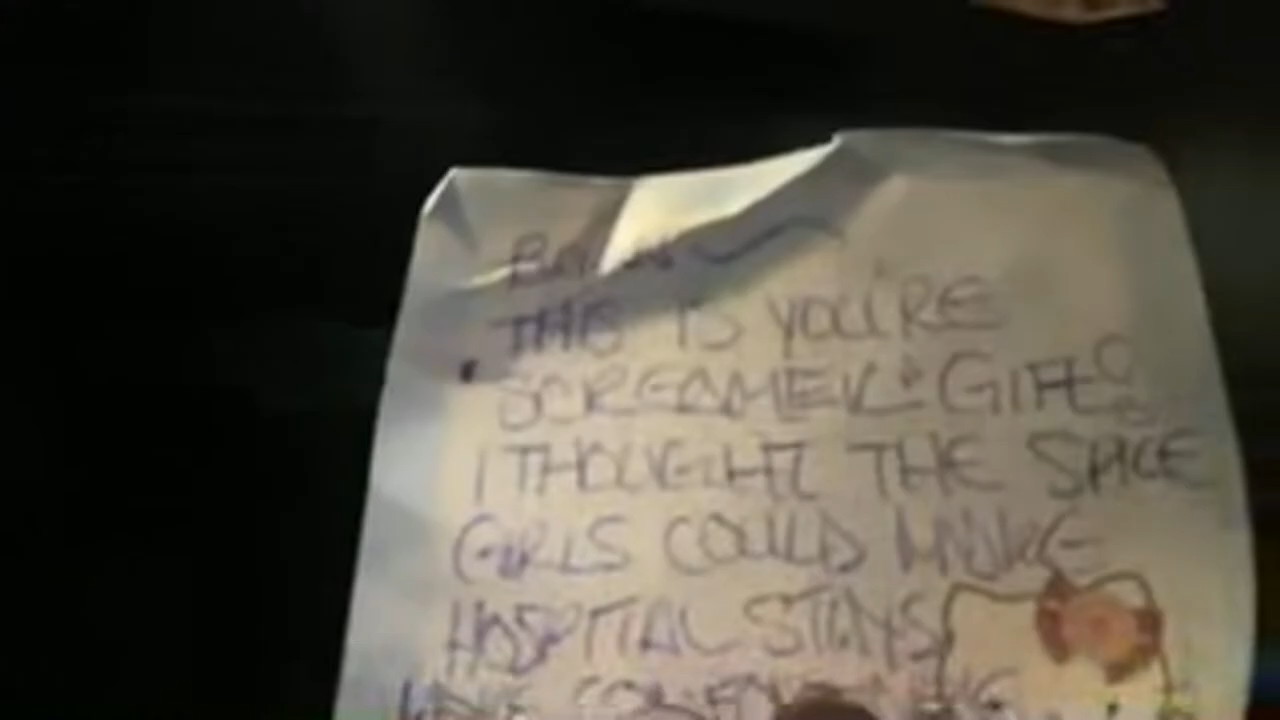 THIS IS YOU'RE
SCREAMER GIFT
I THOUGHT THE SPICE
GIRLS COULD MAKE
HOSPITAL STAYS